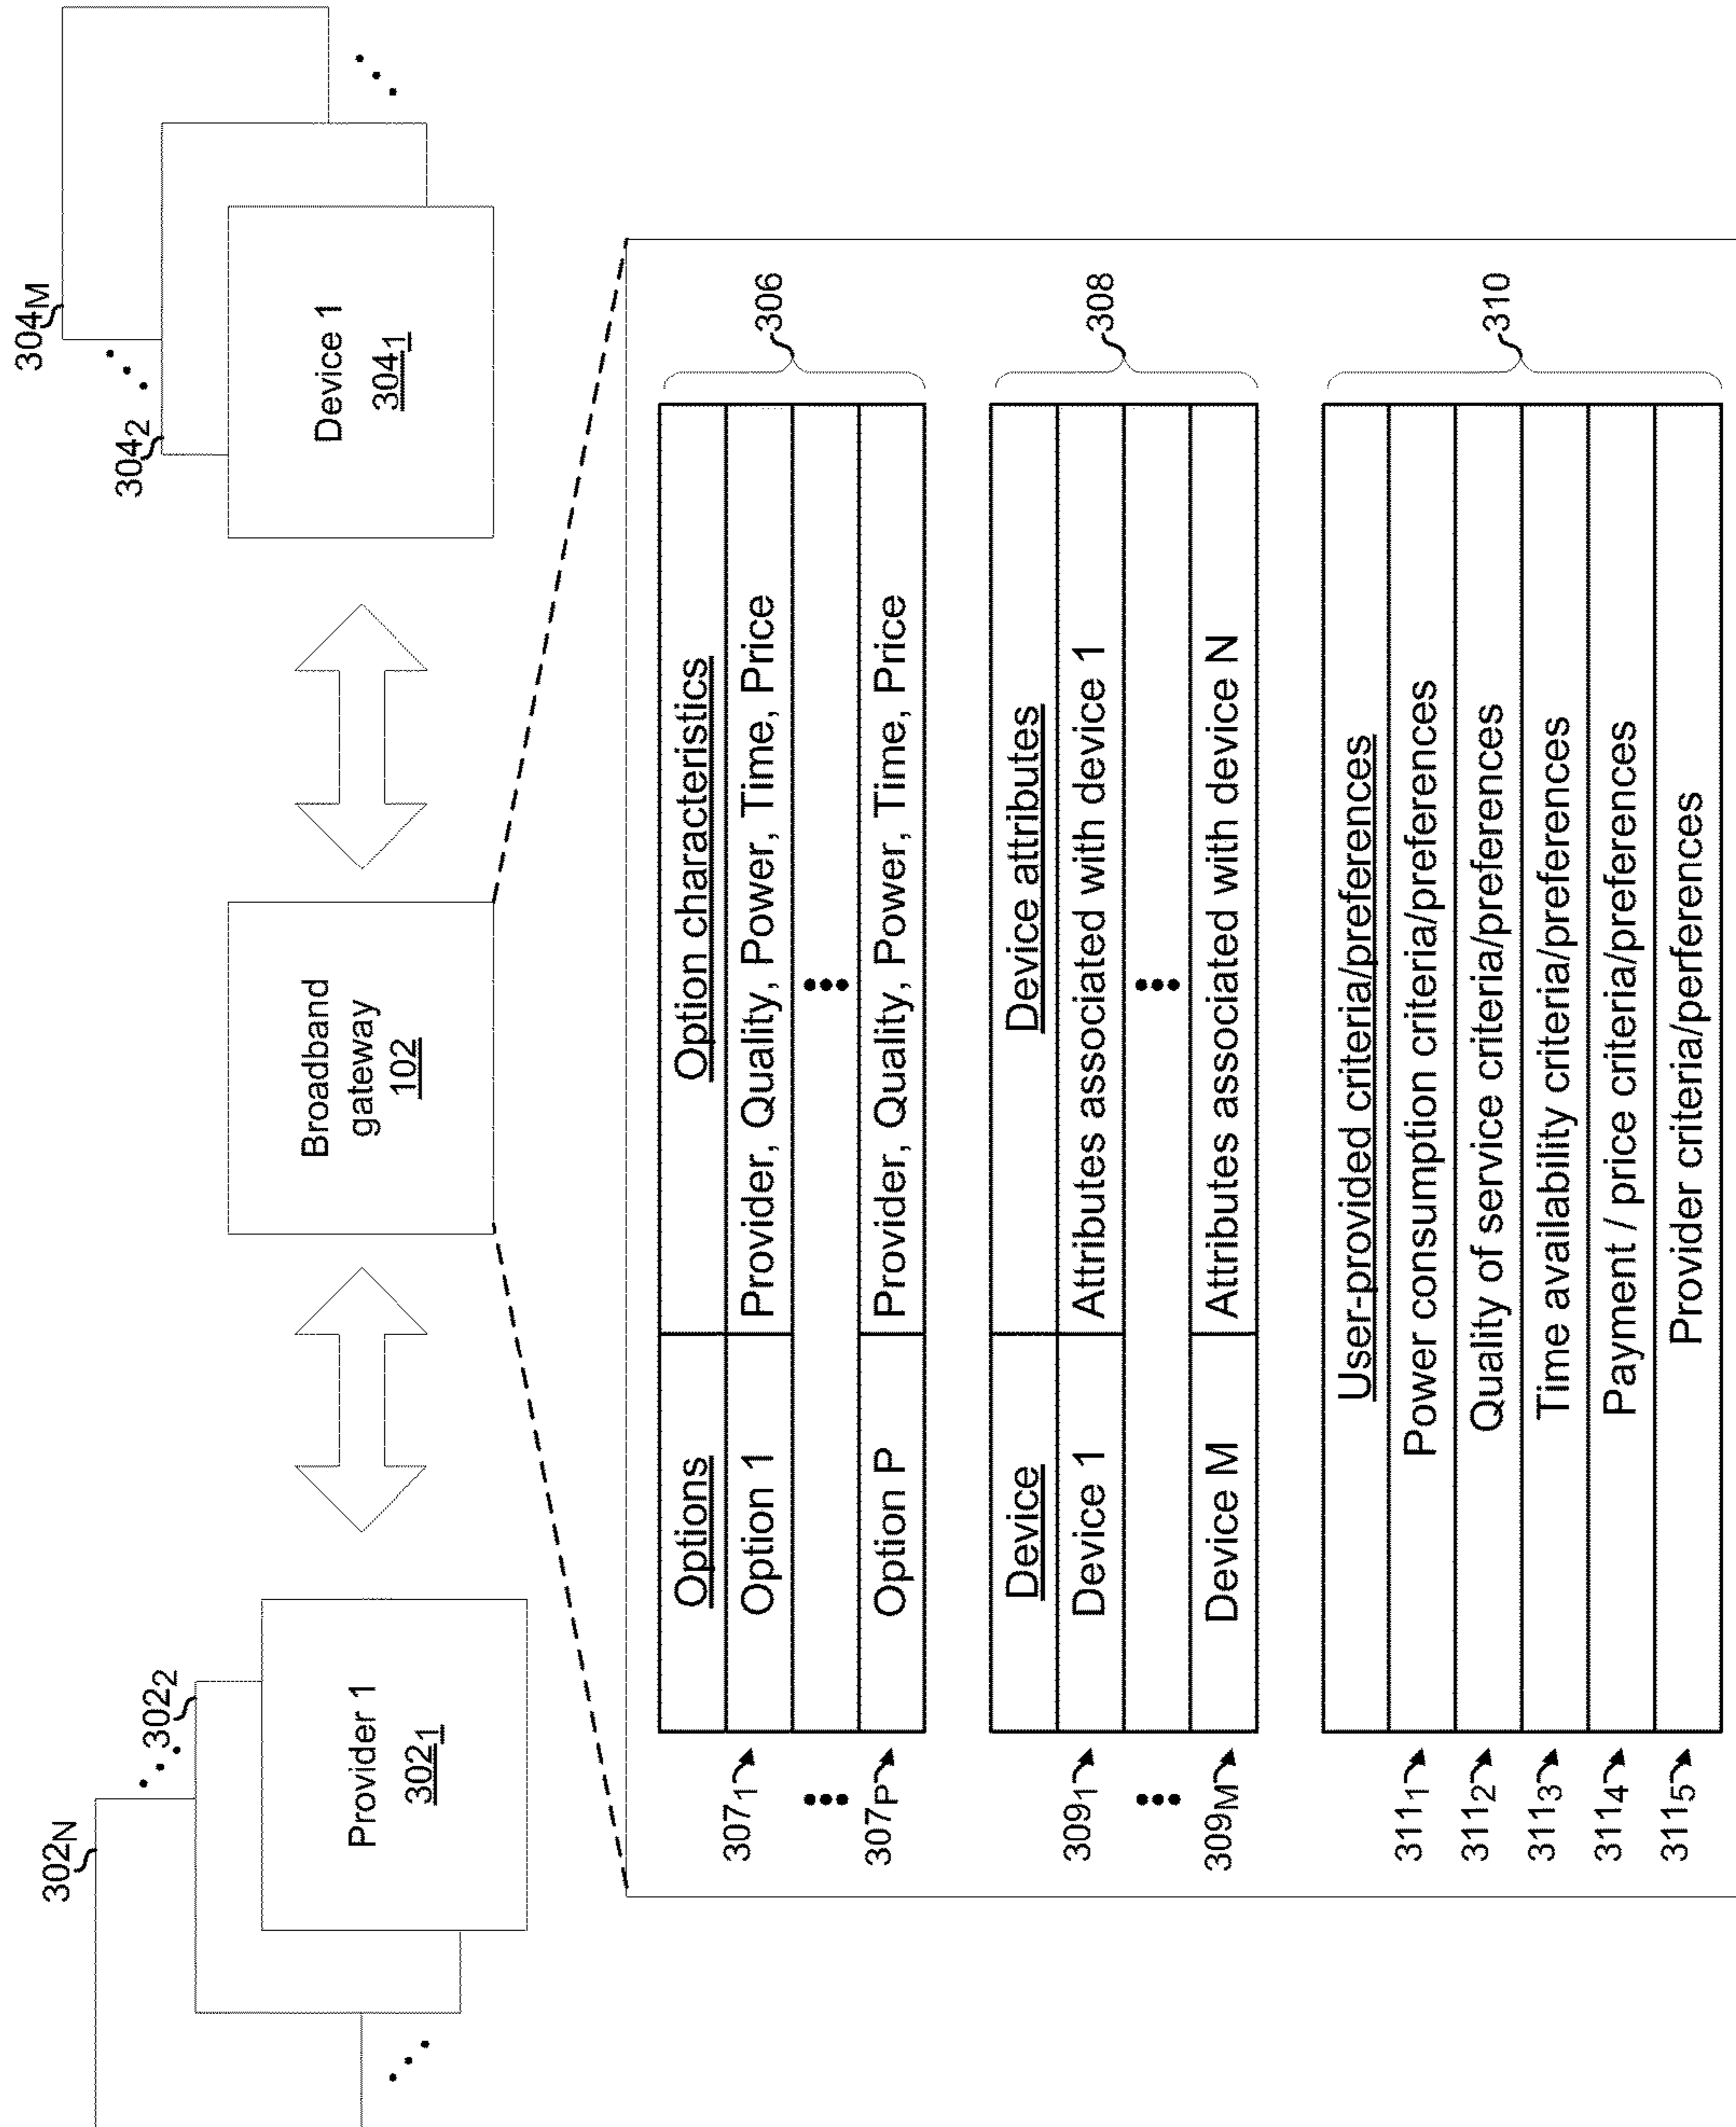 302N
3022
Provider 1
3021
Broadband
gateway
102
304M
3042
Device 1
3041
Options Option characteristics
3071 Option 1 Provider, Quality, Power, Time, Price
307P Option P Provider, Quality, Power, Time, Price
306
Device Device attributes
3091 Device 1 Attributes associated with device 1
309M Device M Attributes associated with device N
308
User-provided criteria/preferences
3111 Power consumption criteria/preferences
3112 Quality of service criteria/preferences
3113 Time availability criteria/preferences
3114 Payment / price criteria/preferences
3115 Provider criteria/perferences
310